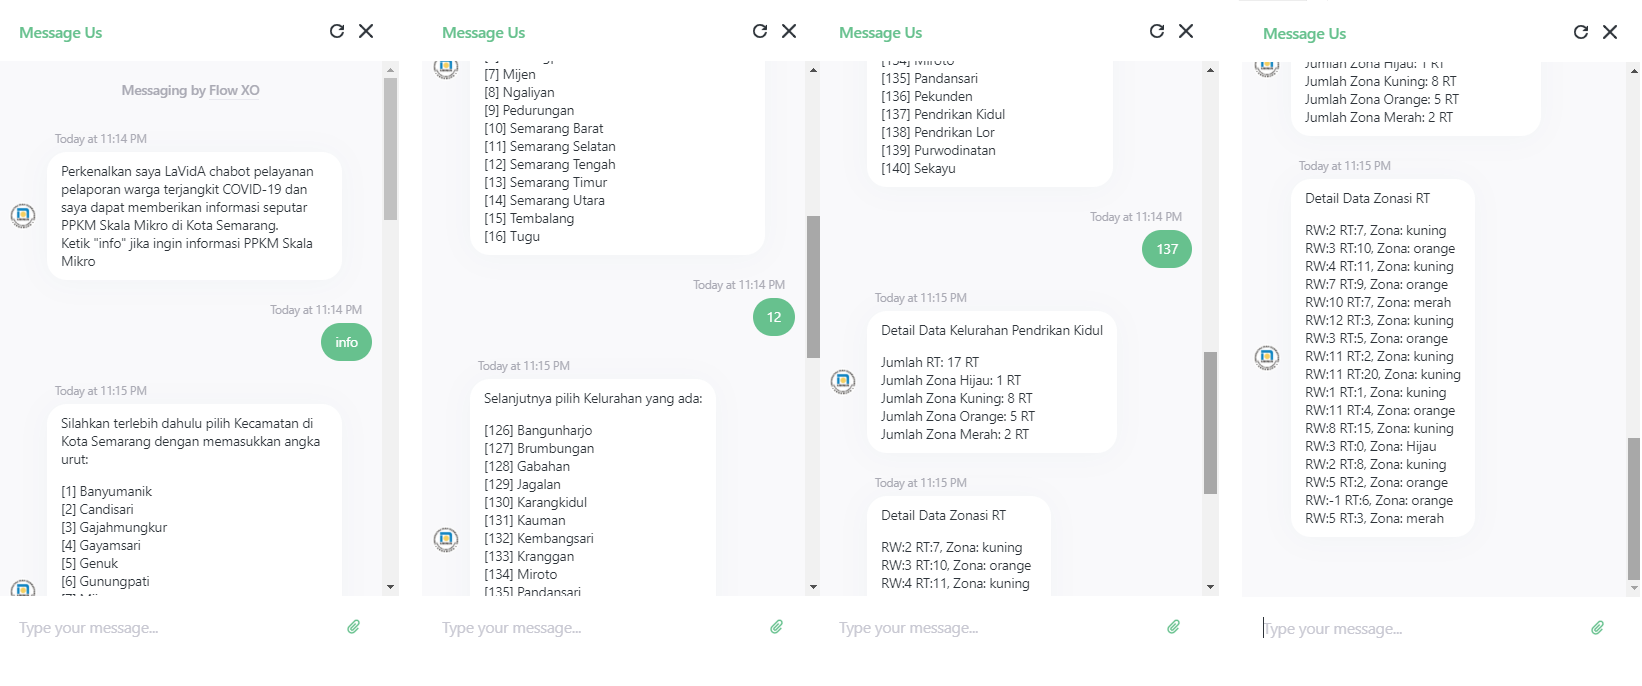 Message Us
Messaging by Flow XO
Today at 11:14 PM
Perkenalkan saya LaVidA chabot pelayanan
pelaporan warga terjangkit COVID-19 dan
saya dapat memberikan informasi seputar
PPKM Skala Mikro di Kota Semarang.
Ketik "info" jika ingin informasi PPKM Skala
Mikro
Today at 11:14 PM
info
Today at 11:15 PM
Silahkan terlebih dahulu pilih Kecamatan di
Kota Semarang dengan memasukkan angka
urut:
[1] Banyumanik
[2] Candisari
[3] Gajahmungkur
[4] Gayamsari
[5] Genuk
[6] Gunungpati
Type your message...
Message Us
[7] Mijen
[8] Ngaliyan
[9] Pedurungan
[10] Semarang Barat
[11] Semarang Selatan
[12] Semarang Tengah
[13] Semarang Timur
[14] Semarang Utara
[15] Tembalang
[16] Tugu
Today at 11:14 PM
12
Today at 11:15 PM
Selanjutnya pilih Kelurahan yang ada:
[126] Bangunharjo
[127] Brumbungan
[128] Gabahan
[129] Jagalan
[130] Karangkidul
[131] Kauman
[132] Kembangsari
[133] Kranggan
[134] Miroto
[135] Pandansari
Type your message...
Message Us
[134] Miroto
[135] Pandansari
[136] Pekunden
[137] Pendrikan Kidul
[138] Pendrikan Lor
[139] Purwodinatan
[140] Sekayu
Today at 11:14 PM
137
Today at 11:15 PM
Detail Data Kelurahan Pendrikan Kidul
Jumlah RT: 17 RT
Jumlah Zona Hijau: 1 RT
Jumlah Zona Kuning: 8 RT
Jumlah Zona Orange: 5 RT
Jumlah Zona Merah: 2 RT
Today at 11:15 PM
Detail Data Zonasi RT
RW:2 RT:7, Zona: kuning
RW:3 RT:10, Zona: orange
RW:4 RT:11, Zona: kuning
Type your message...
Message Us
Jumlah Zona Hijau: 1 RT
Jumlah Zona Kuning: 8 RT
Jumlah Zona Orange: 5 RT
Jumlah Zona Merah: 2 RT
Today at 11:15 PM
Detail Data Zonasi RT
RW:2 RT:7, Zona: kuning
RW:3 RT:10, Zona: orange
RW:4 RT:11, Zona: kuning
RW:7 RT:9, Zona: orange
RW:10 RT:7, Zona: merah
RW:12 RT:3, Zona: kuning
RW:3 RT:5, Zona: orange
RW:11 RT:2, Zona: kuning
RW:11 RT:20, Zona: kuning
RW:1 RT:1, Zona: kuning
RW:11 RT:4, Zona: orange
RW:8 RT:15, Zona: kuning
RW:3 RT:0, Zona: Hijau
RW:2 RT:8, Zona: kuning
RW:5 RT:2, Zona: orange
RW:-1 RT:6, Zona: orange
RW:5 RT:3, Zona: merah
Type your message...